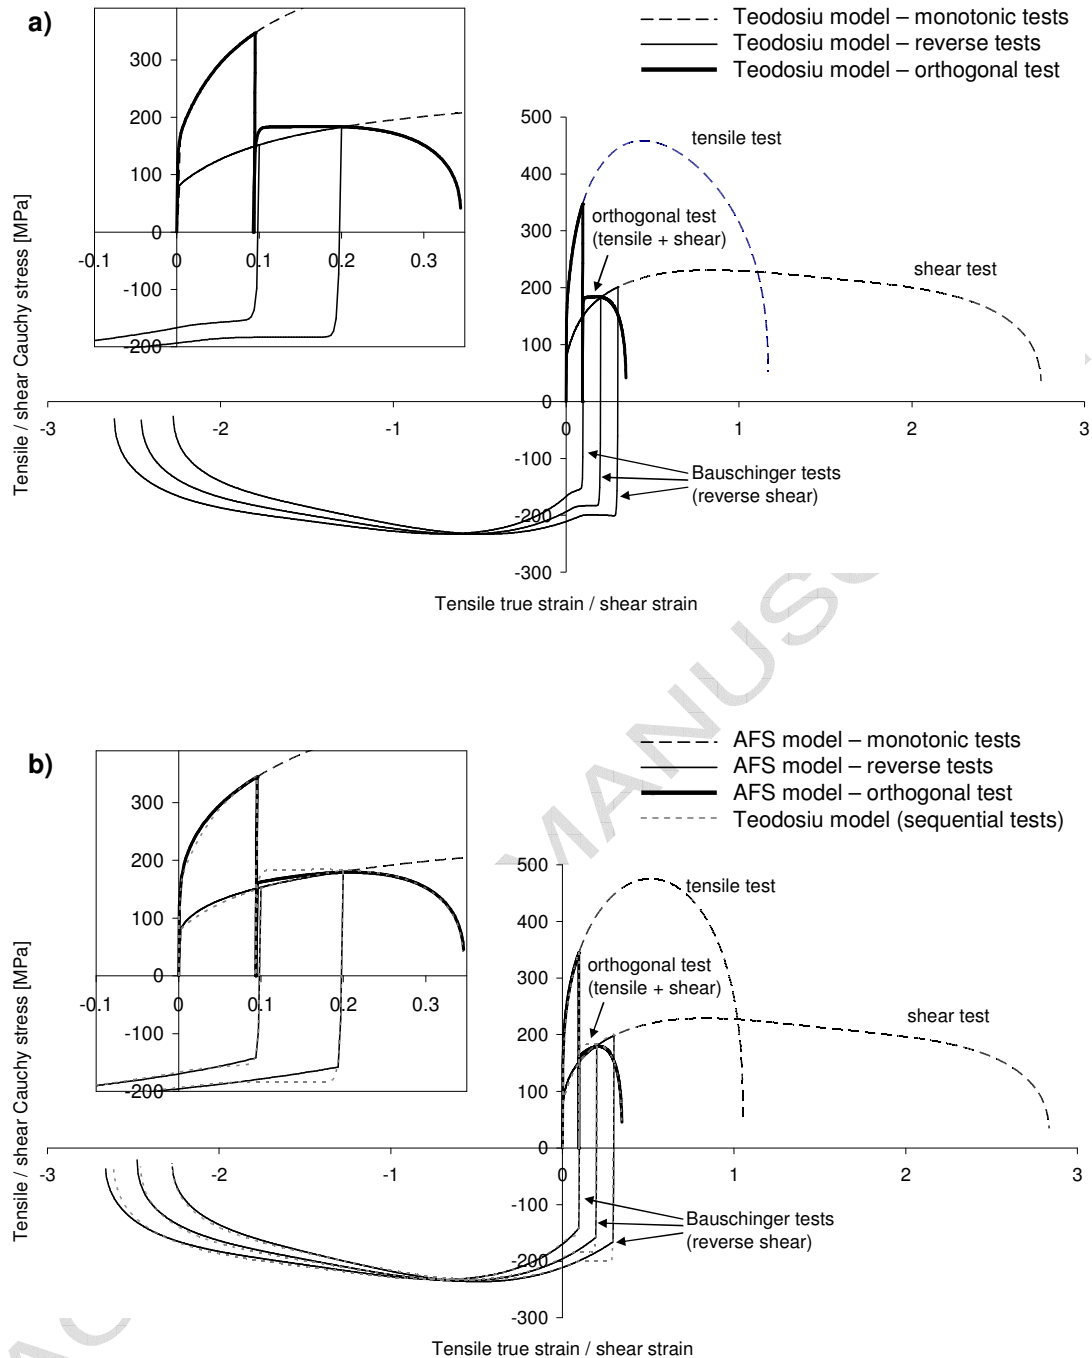 a)
Teodosiu model – monotonic tests
Teodosiu model – reverse tests
Teodosiu model – orthogonal test
300
200
100
0
-100
-200
-0.1
0
0.1
0.2
0.3
500
400
300
200
100
0
-100
-200
-300
-3
-2
-1
0
1
2
3
tensile test
orthogonal test
(tensile + shear)
shear test
Bauschinger tests
(reverse shear)
Tensile / shear Cauchy stress [MPa]
Tensile true strain / shear strain
MANUSC
b)
AFS model – monotonic tests
AFS model – reverse tests
AFS model – orthogonal test
Teodosiu model (sequential tests)
300
200
100
0
-100
-200
-0.1
0
0.1
0.2
0.3
500
400
300
200
100
0
-100
-200
-300
-3
-2
-1
0
1
2
3
tensile test
orthogonal test
(tensile + shear)
shear test
Bauschinger tests
(reverse shear)
Tensile / shear Cauchy stress [MPa]
Tensile true strain / shear strain
AC